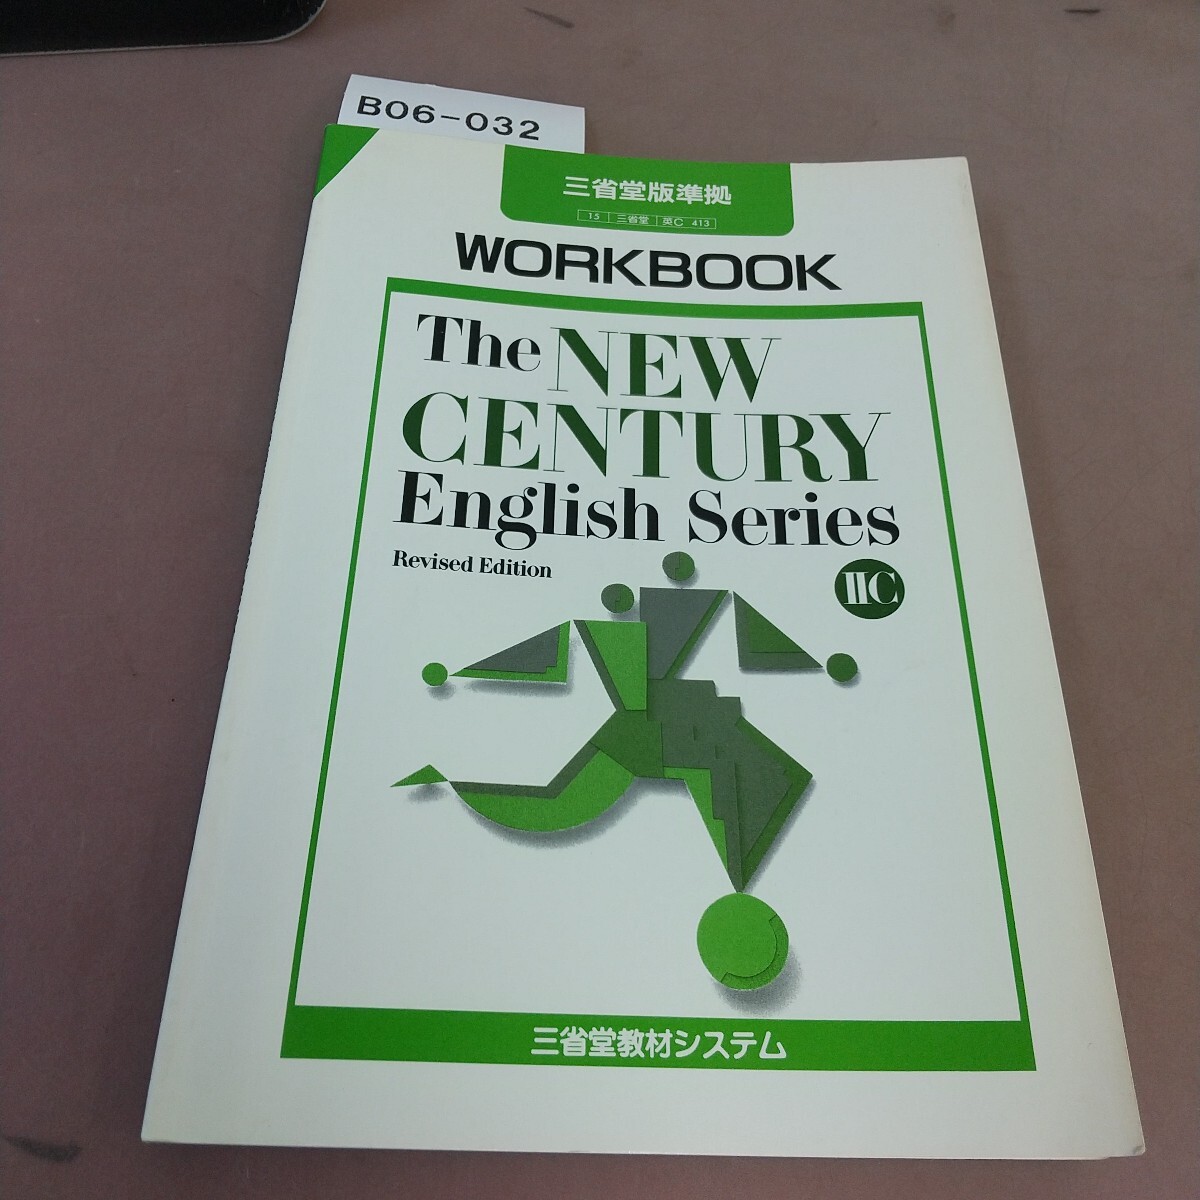 B06-032
三省堂版準拠
15 三省堂 英C 413
WORKBOOK
The NEW
CENTURY
English Series
Revised Edition
IIC
三省堂教材システム